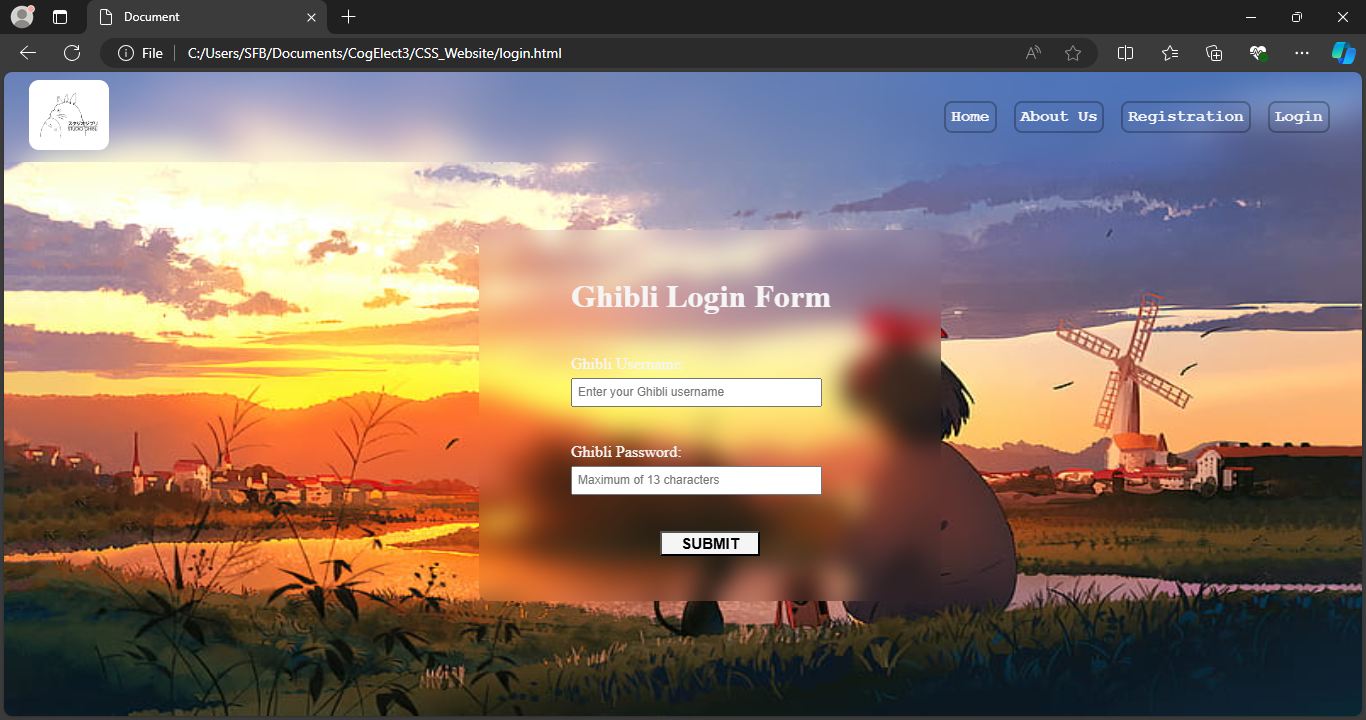 Document
File
C:/Users/SFB/Documents/CogElect3/CSS_Website/login.html
スタジオジブリ
STUDIO GHIBLI
Home
About Us
Registration
Login
Ghibli Login Form
Ghibli Username:
Enter your Ghibli username
Ghibli Password:
Maximum of 13 characters
SUBMIT